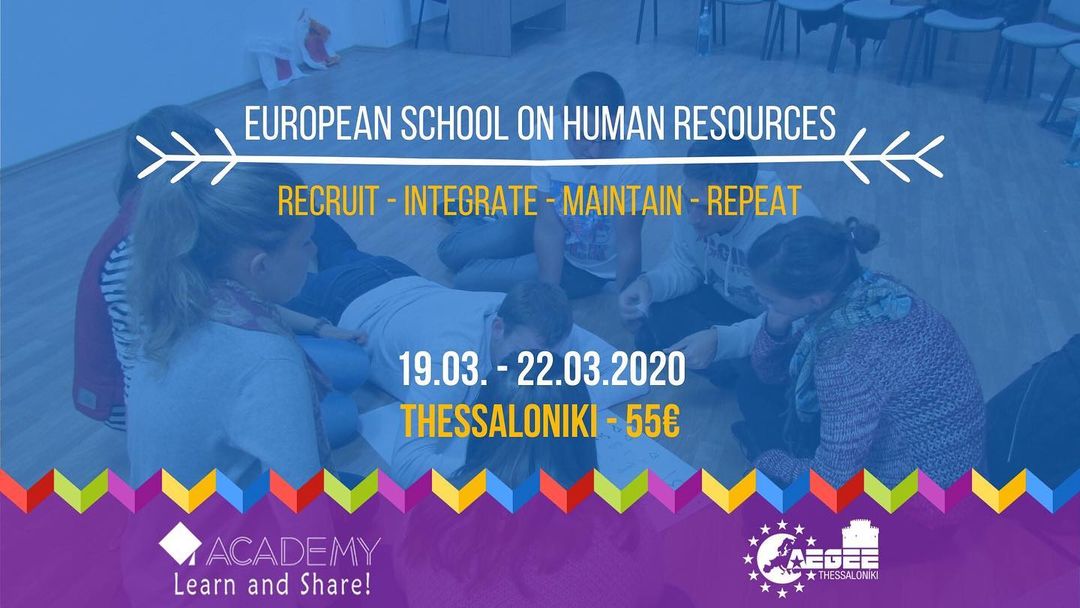 EUROPEAN SCHOOL ON HUMAN RESOURCES
RECRUIT - INTEGRATE - MAINTAIN - REPEAT
19.03. - 22.03.2020
THESSALONIKI - 55€
ACADEMY
Learn and Share!
AEGEE
THESSALONIKI